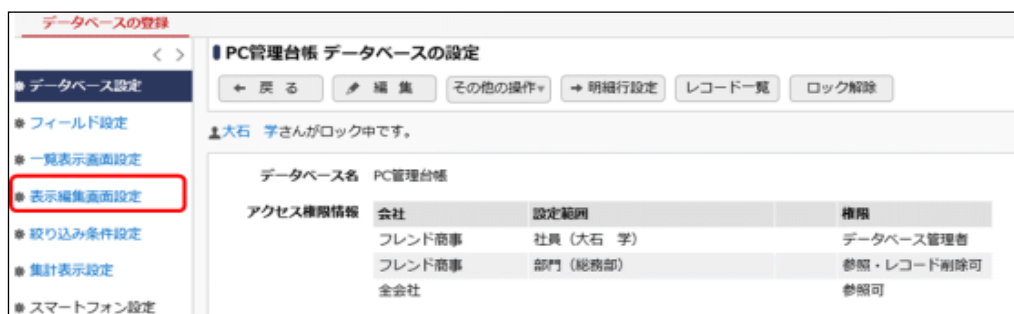 データベースの登録
< >
データベース設定
フィールド設定
一覧表示画面設定
表示編集画面設定
絞り込み条件設定
集計表示設定
スマートフォン設定
PC管理台帳 データベースの設定
← 戻 る 編 集 その他の操作▾ → 明細行設定 レコード一覧 ロック解除
大石 学さんがロック中です。
データベース名 PC管理台帳
アクセス権限情報 会社 設定範囲 権限
フレンド商事 社員（大石 学） データベース管理者
フレンド商事 部門（総務部） 参照・レコード削除可
全会社 参照可